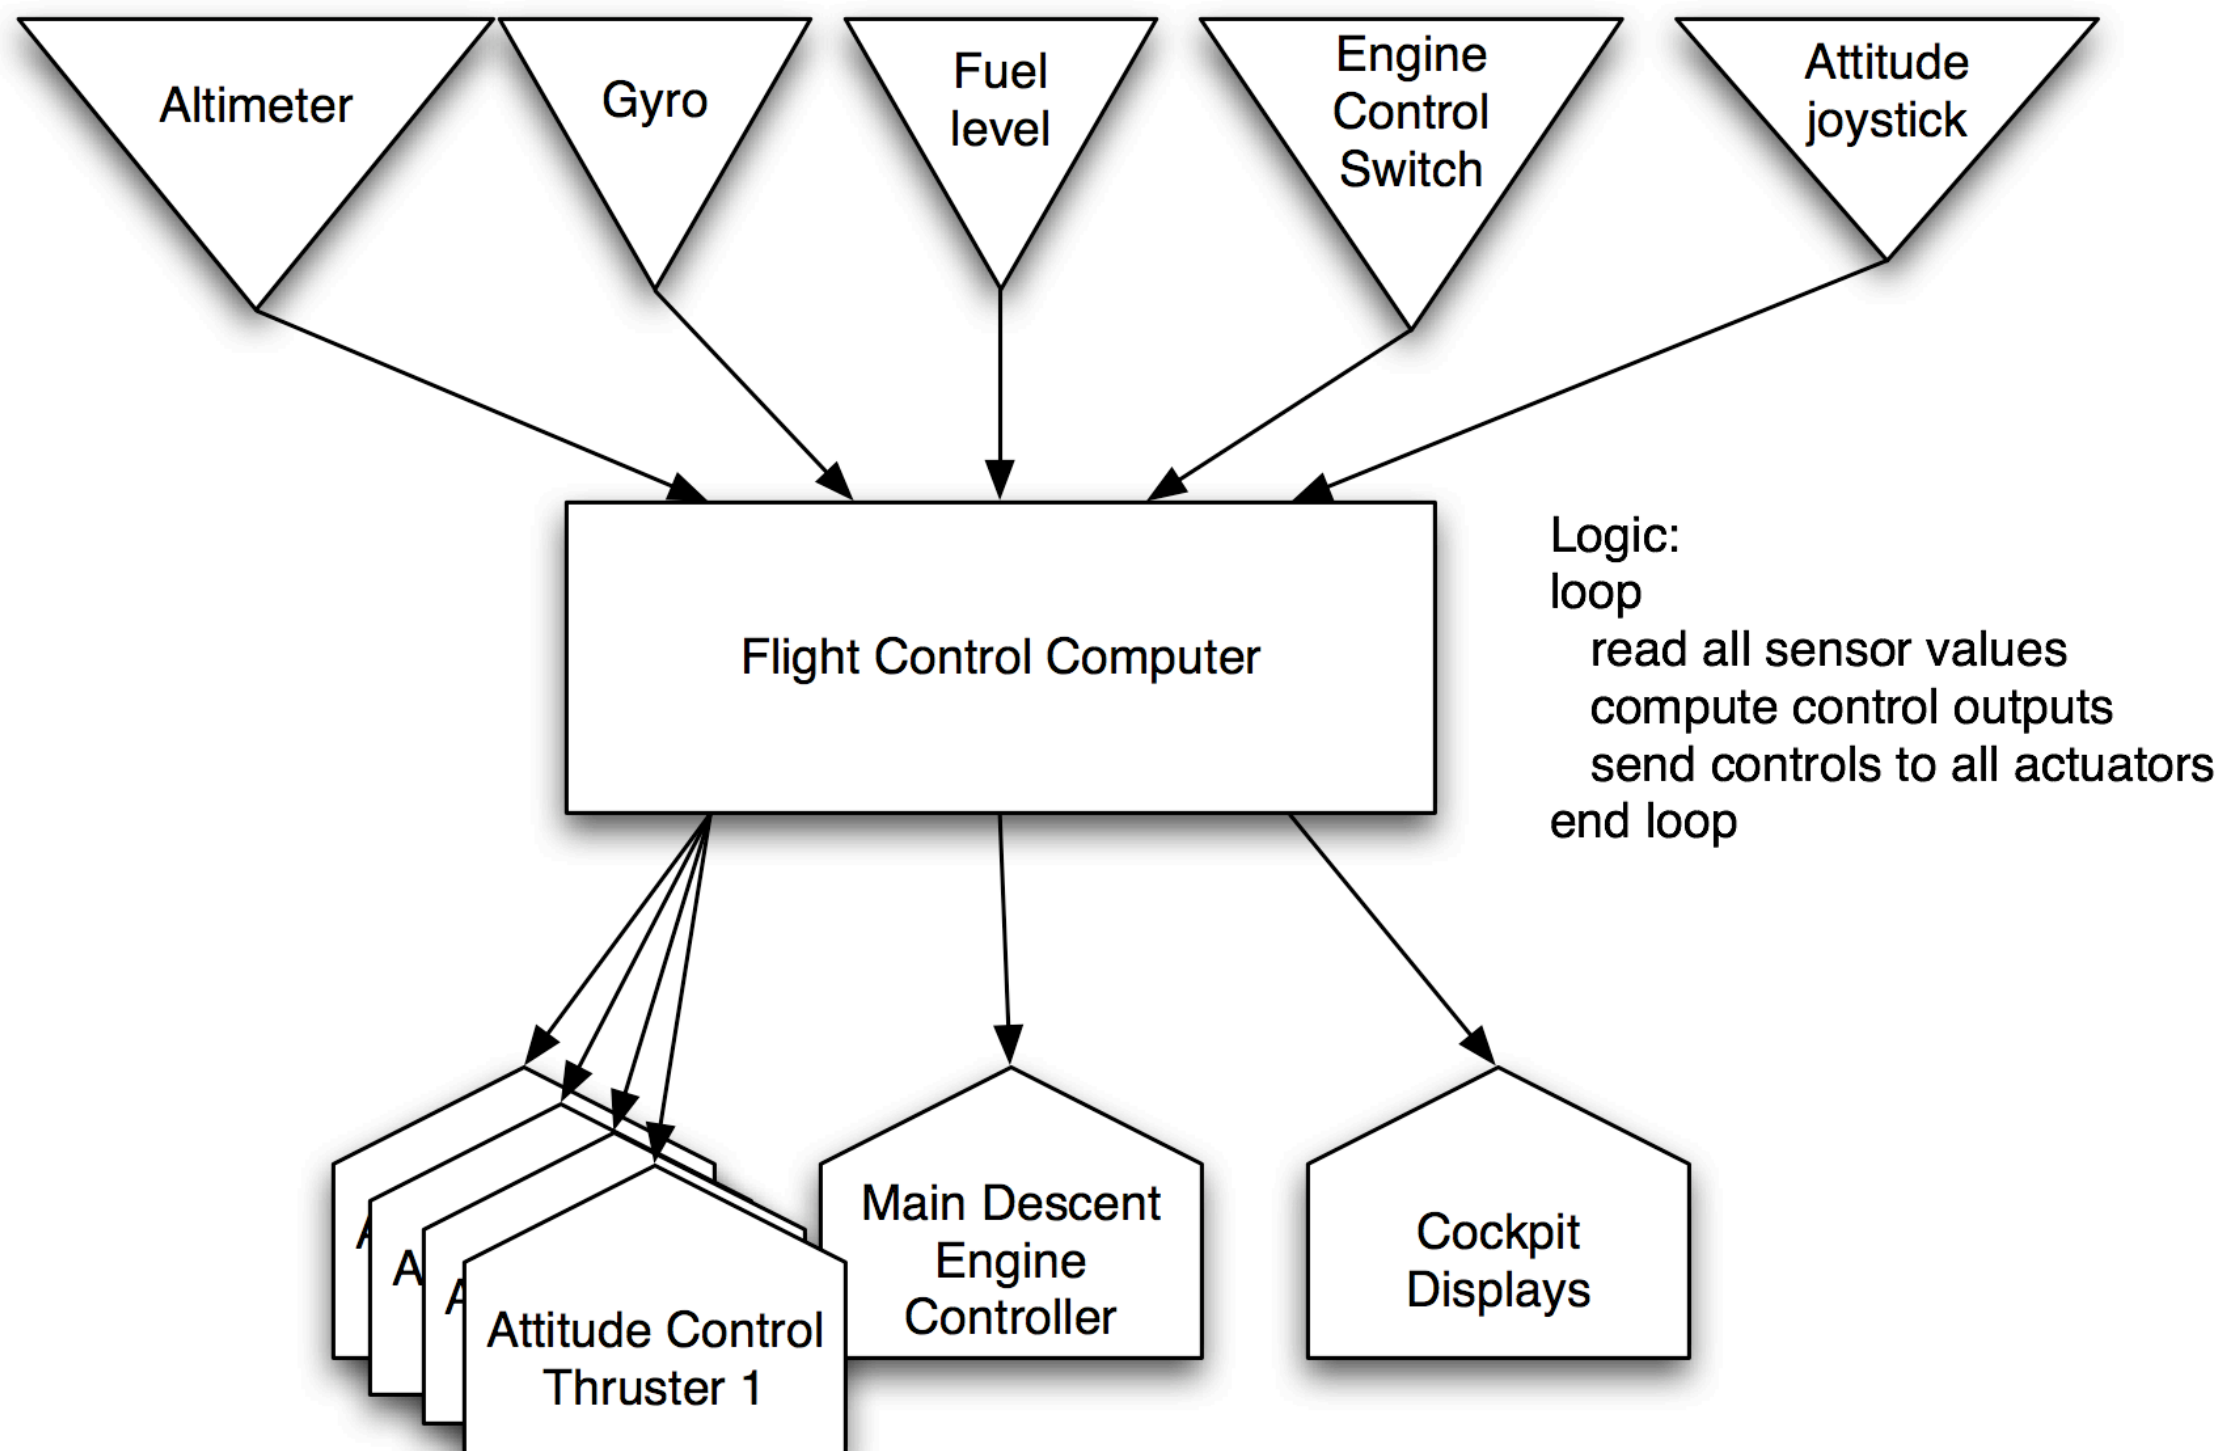 Altimeter
Gyro
Fuel
level
Engine
Control
Switch
Attitude
joystick
Flight Control Computer
Logic:
loop
read all sensor values
compute control outputs
send controls to all actuators
end loop
A
A
A
Attitude Control
Thruster 1
Main Descent
Engine
Controller
Cockpit
Displays